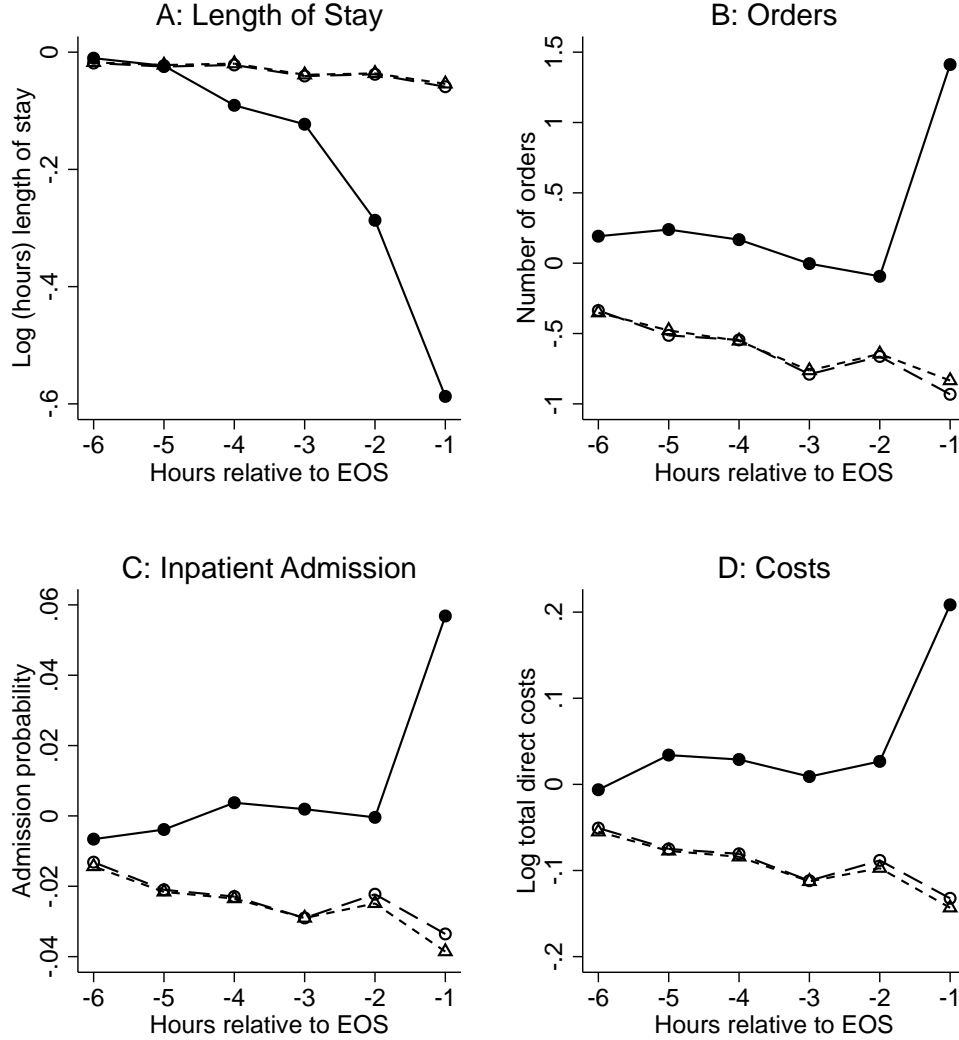 A: Length of Stay
Log (hours) length of stay
0
-.2
-.4
-.6
-6 -5 -4 -3 -2 -1
Hours relative to EOS
B: Orders
Number of orders
1.5
1
.5
0
-.5
-1
-6 -5 -4 -3 -2 -1
Hours relative to EOS
C: Inpatient Admission
Admission probability
.06
.04
.02
0
-.02
-.04
-6 -5 -4 -3 -2 -1
Hours relative to EOS
D: Costs
Log total direct costs
.2
.1
0
-.1
-.2
-6 -5 -4 -3 -2 -1
Hours relative to EOS